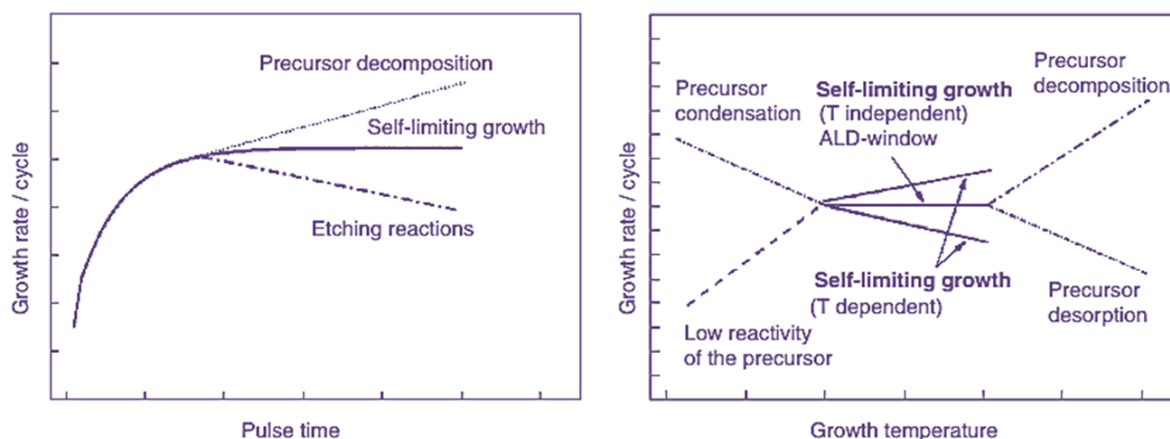 Growth rate / cycle
Precursor decomposition
Self-limiting growth
Etching reactions
Pulse time
Growth rate / cycle
Precursor
condensation
Self-limiting growth
(T independent)
ALD-window
Precursor
decomposition
Self-limiting growth
(T dependent)
Low reactivity
of the precursor
Precursor
desorption
Growth temperature